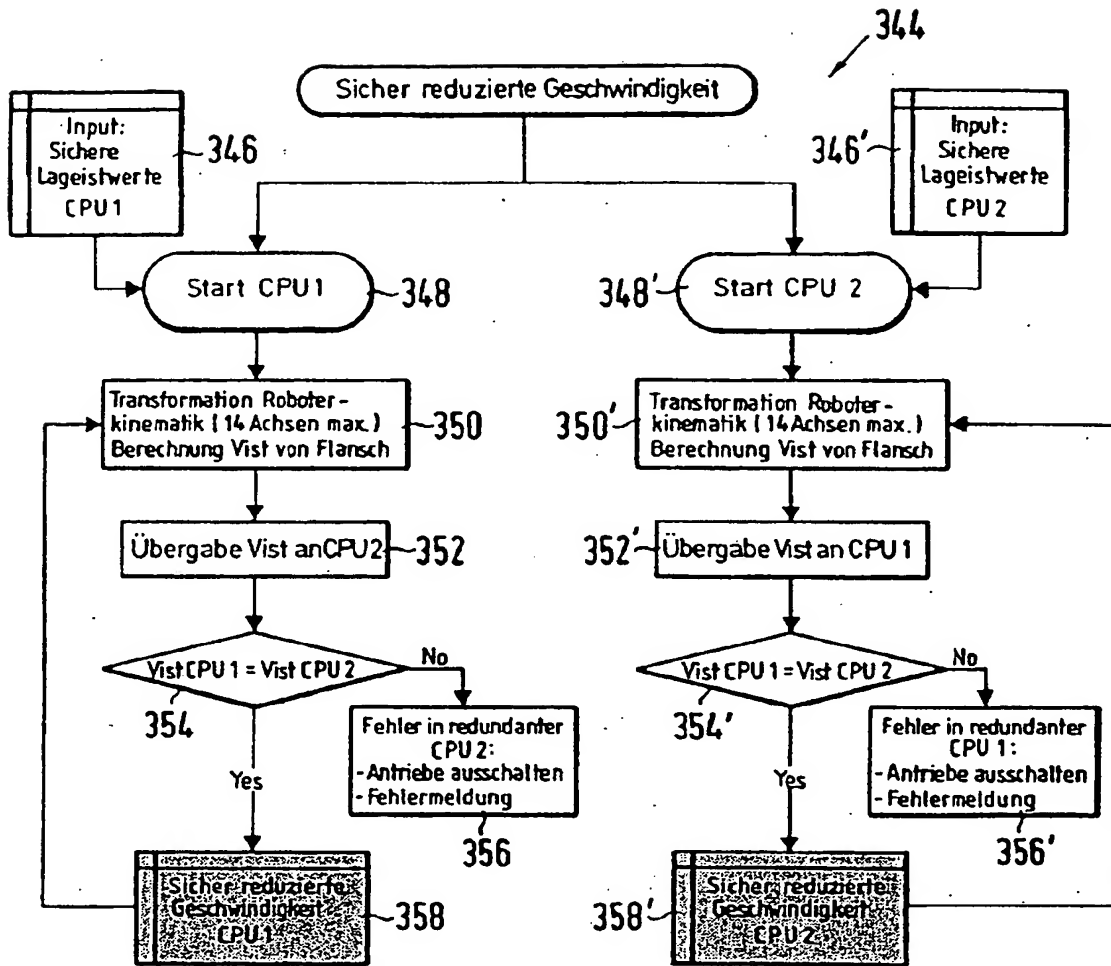 344
Sicher reduzierte Geschwindigkeit
Input:
Sichere
Lageistwerte
CPU 1
346
Input:
Sichere
Lageistwerte
CPU 2
346'
Start CPU 1
348
Start CPU 2
348'
Transformation Roboter-
kinematik (14 Achsen max.)
Berechnung Vist von Flansch
350
Transformation Roboter-
kinematik (14 Achsen max.)
Berechnung Vist von Flansch
350'
Übergabe Vist an CPU 2
352
Übergabe Vist an CPU 1
352'
Vist CPU 1 = Vist CPU 2
No
354
Yes
Vist CPU 1 = Vist CPU 2
No
354'
Yes
Fehler in redundanter
CPU 2:
- Antriebe ausschalten
- Fehlermeldung
356
Fehler in redundanter
CPU 1:
- Antriebe ausschalten
- Fehlermeldung
356'
Sicher reduzierte
Geschwindigkeit
CPU 1
358
Sicher reduzierte
Geschwindigkeit
CPU 2
358'